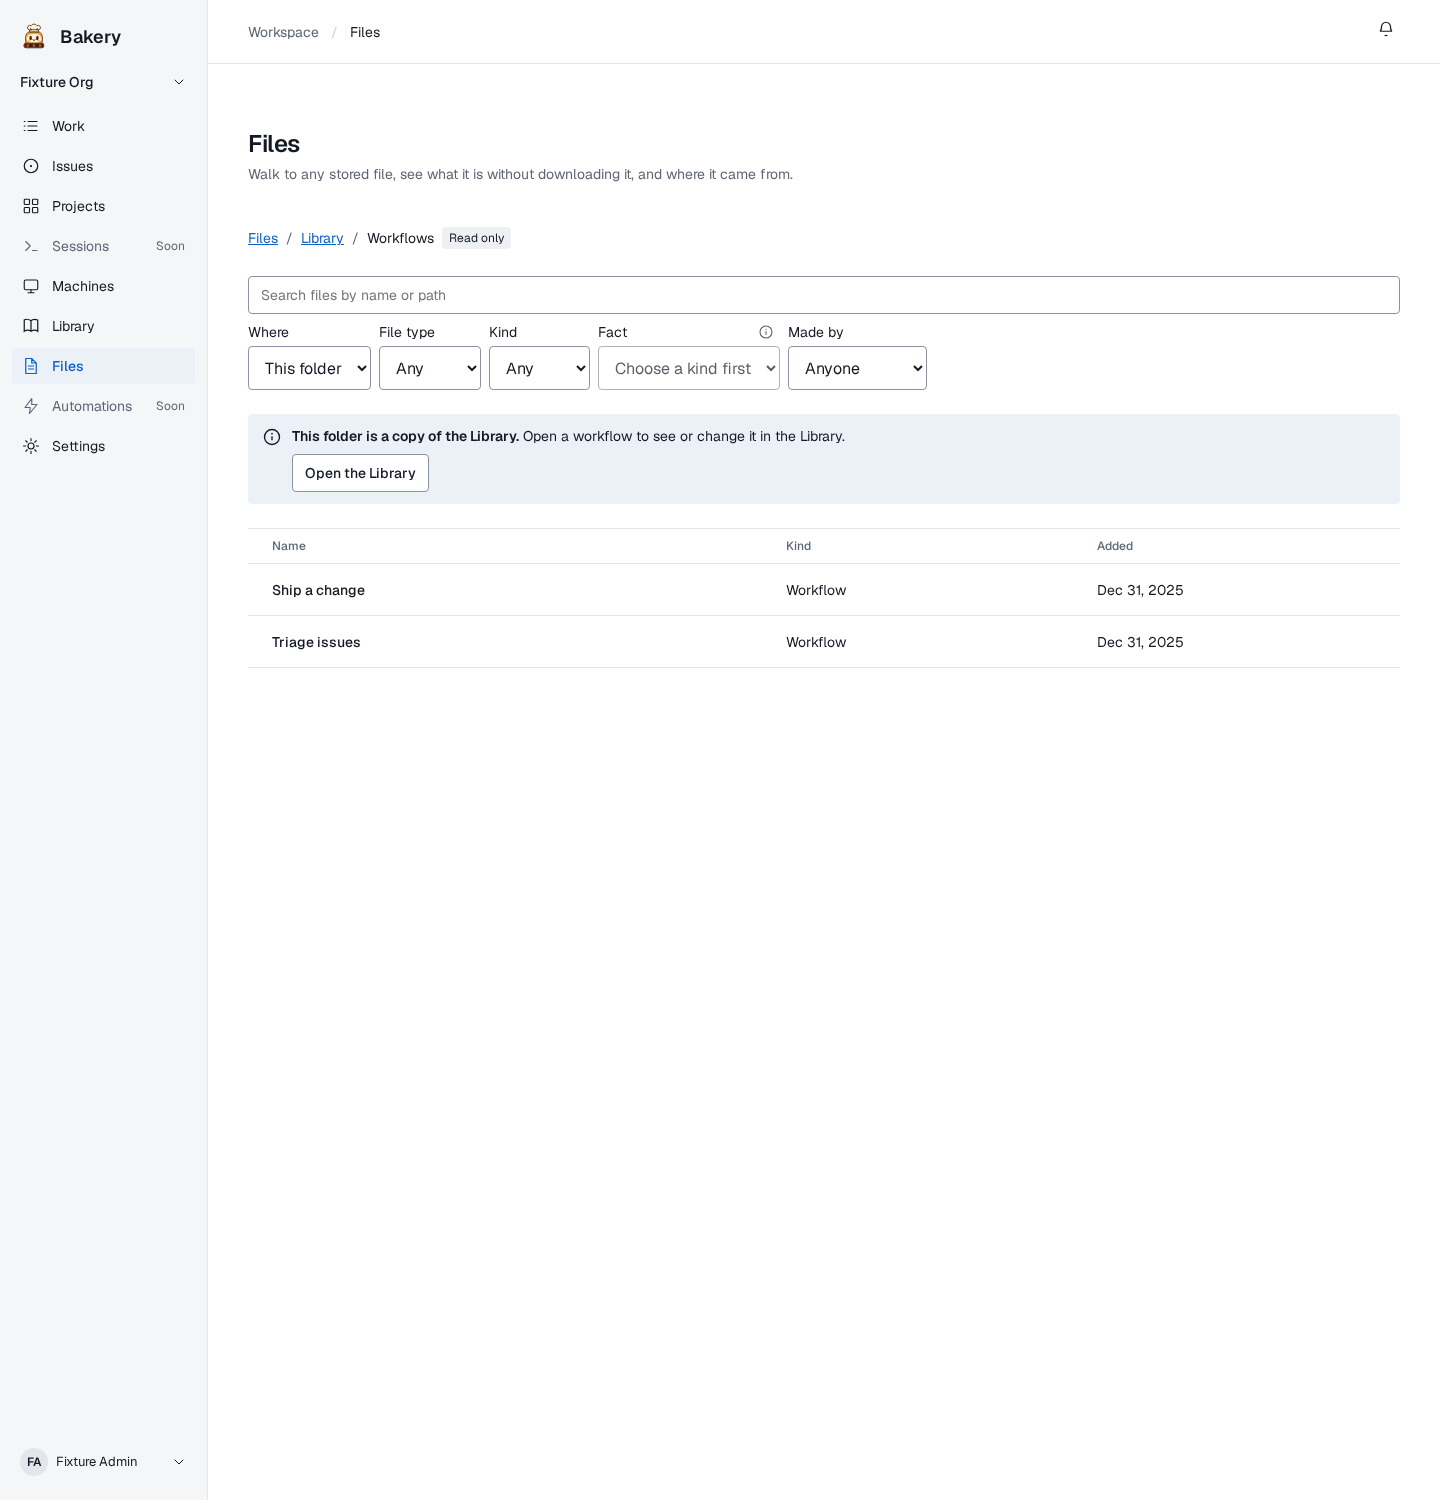 Bakery
Workspace / Files
Fixture Org
Work
Issues
Projects
Sessions Soon
Machines
Library
Files
Automations Soon
Settings
FA Fixture Admin
Files
Walk to any stored file, see what it is without downloading it, and where it came from.
Files / Library / Workflows Read only
Search files by name or path
Where File type Kind Fact Made by
This folder Any Any Choose a kind first Anyone
This folder is a copy of the Library. Open a workflow to see or change it in the Library.
Open the Library
Name Kind Added
Ship a change Workflow Dec 31, 2025
Triage issues Workflow Dec 31, 2025